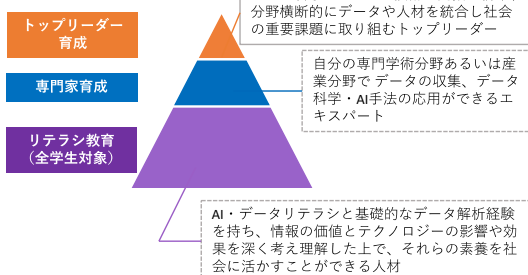 トップリーダー
育成
分野横断的にデータや人材を統合し社会
の重要課題に取り組むトップリーダー
専門家育成
自分の専門学術分野あるいは産
業分野で データの収集、データ
科学・AI手法の応用ができるエ
キスパート
リテラシ教育
（全学生対象）
AI・データリテラシと基礎的なデータ解析経験
を持ち、情報の価値とテクノロジーの影響や効
果を深く考え理解した上で、それらの素養を社
会に活かすことができる人材